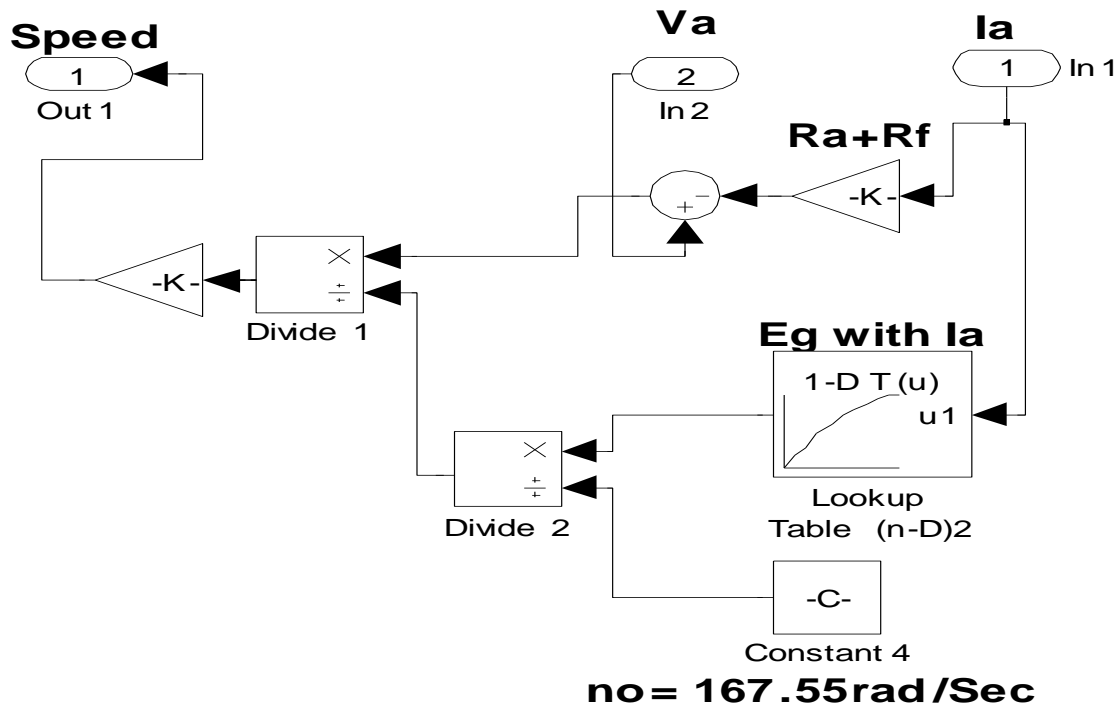 Speed
1
Out 1
Va
2
In 2
Ia
1
In 1
Ra+Rf
-K-
−
+
-K-
×
÷
Divide 1
Eg with Ia
1-D T(u)
u1
Lookup
Table (n-D)2
×
÷
Divide 2
-C-
Constant 4
no= 167.55rad/Sec